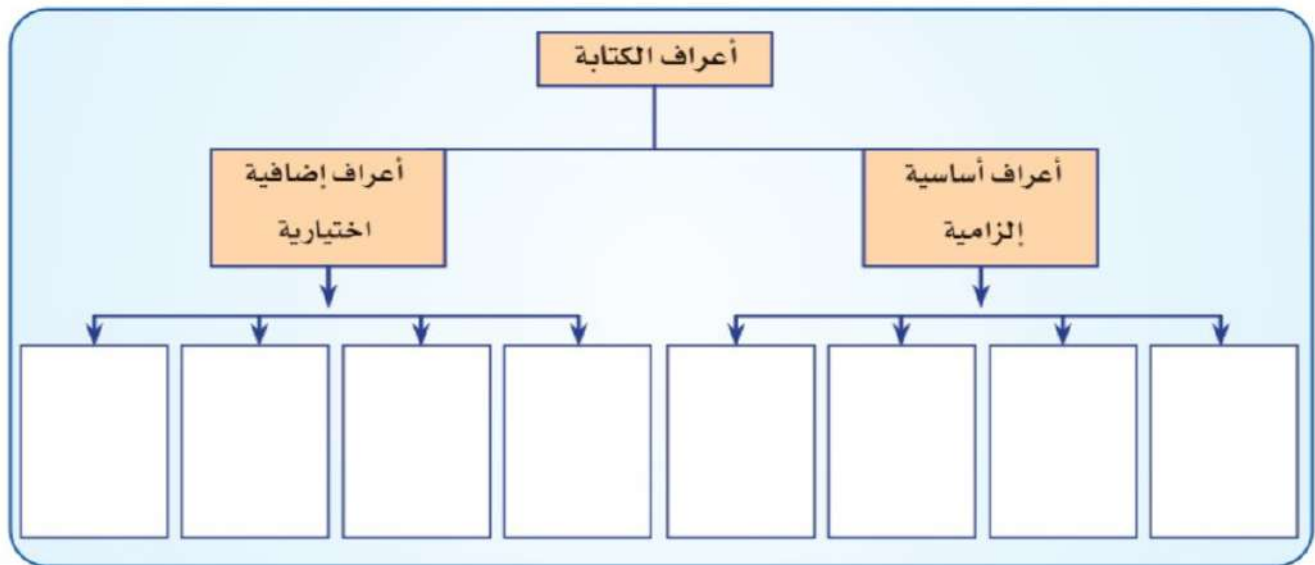 أعراف الكتابة
أعراف أساسية
إلزامية
أعراف إضافية
اختيارية